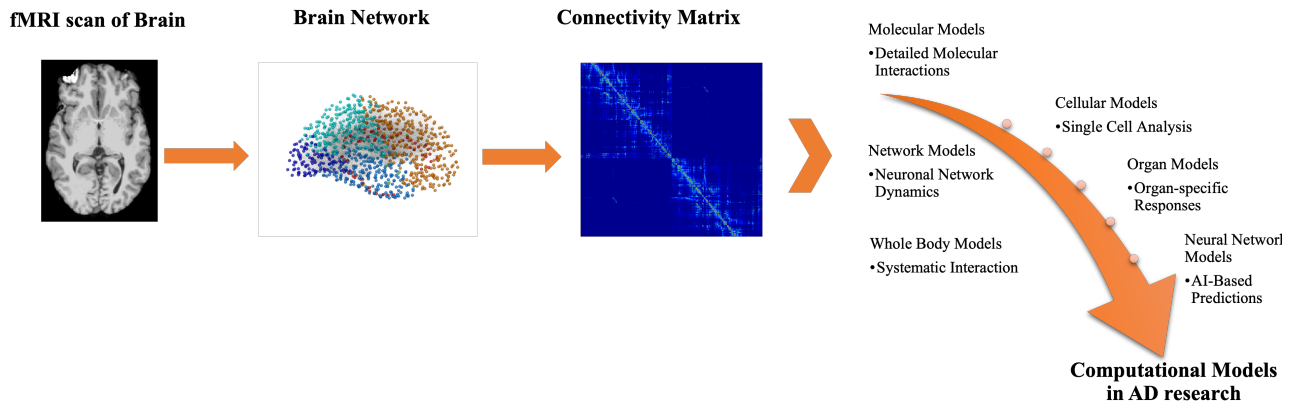 fMRI scan of Brain
Brain Network
Connectivity Matrix
Molecular Models
•Detailed Molecular
Interactions
Cellular Models
•Single Cell Analysis
Network Models
•Neuronal Network
Dynamics
Organ Models
•Organ-specific
Responses
Whole Body Models
•Systematic Interaction
Neural Network
Models
•AI-Based
Predictions
Computational Models
in AD research